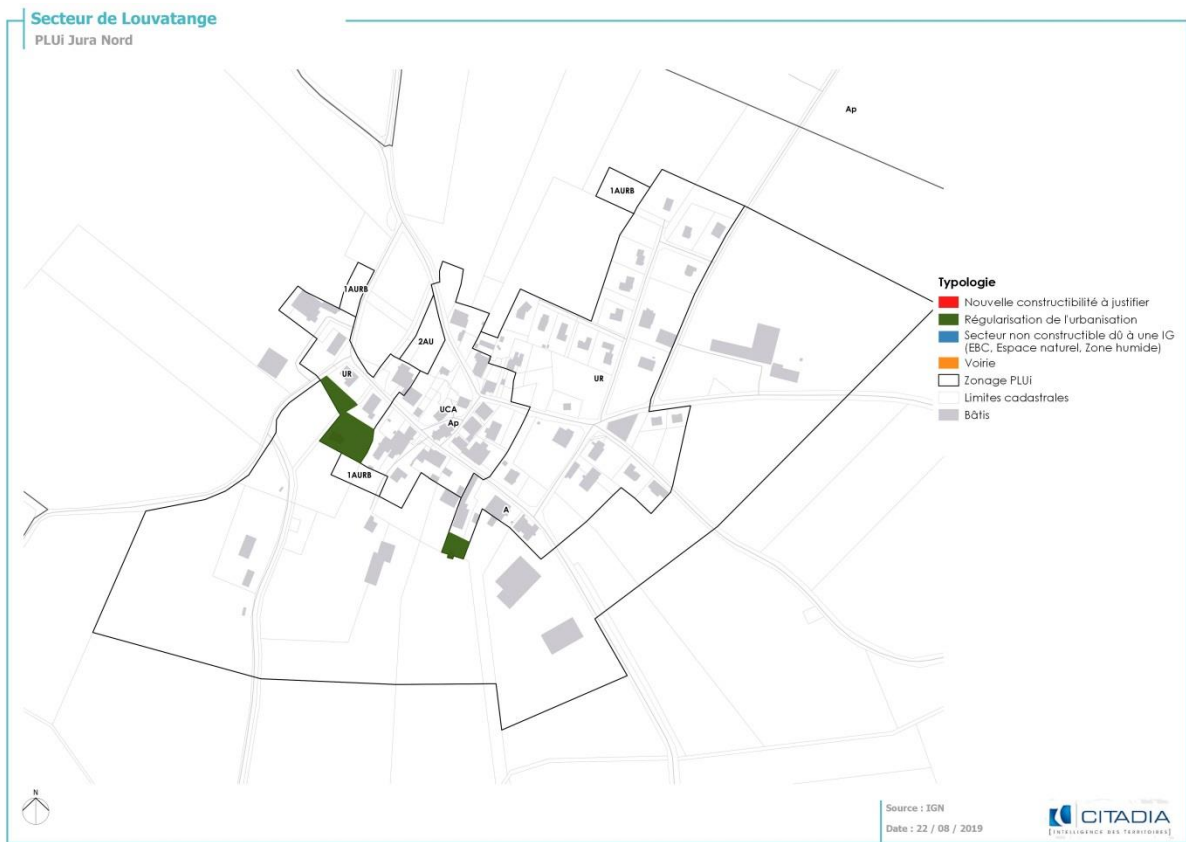 Secteur de Louvatange
PLUi Jura Nord
Ap
1AURB
1AURB
2AU
UR
UR
UCA
Ap
1AURB
A
Typologie
Nouvelle constructibilité à justifier
Régularisation de l'urbanisation
Secteur non constructible dû à une IG
(EBC, Espace naturel, Zone humide)
Voirie
Zonage PLUi
Limites cadastrales
Bâtis
N
Source : IGN
Date : 22 / 08 / 2019
CITADIA
[INTELLIGENCE DES TERRITOIRES]